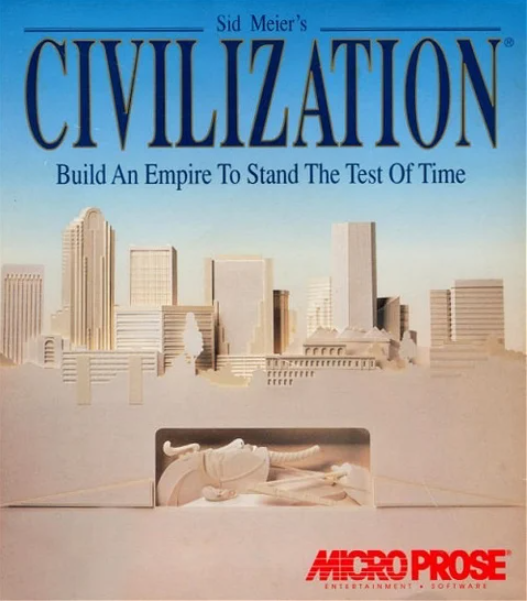 Sid Meier's
CIVILIZATION®
Build An Empire To Stand The Test Of Time
MICROPROSE®
ENTERTAINMENT • SOFTWARE